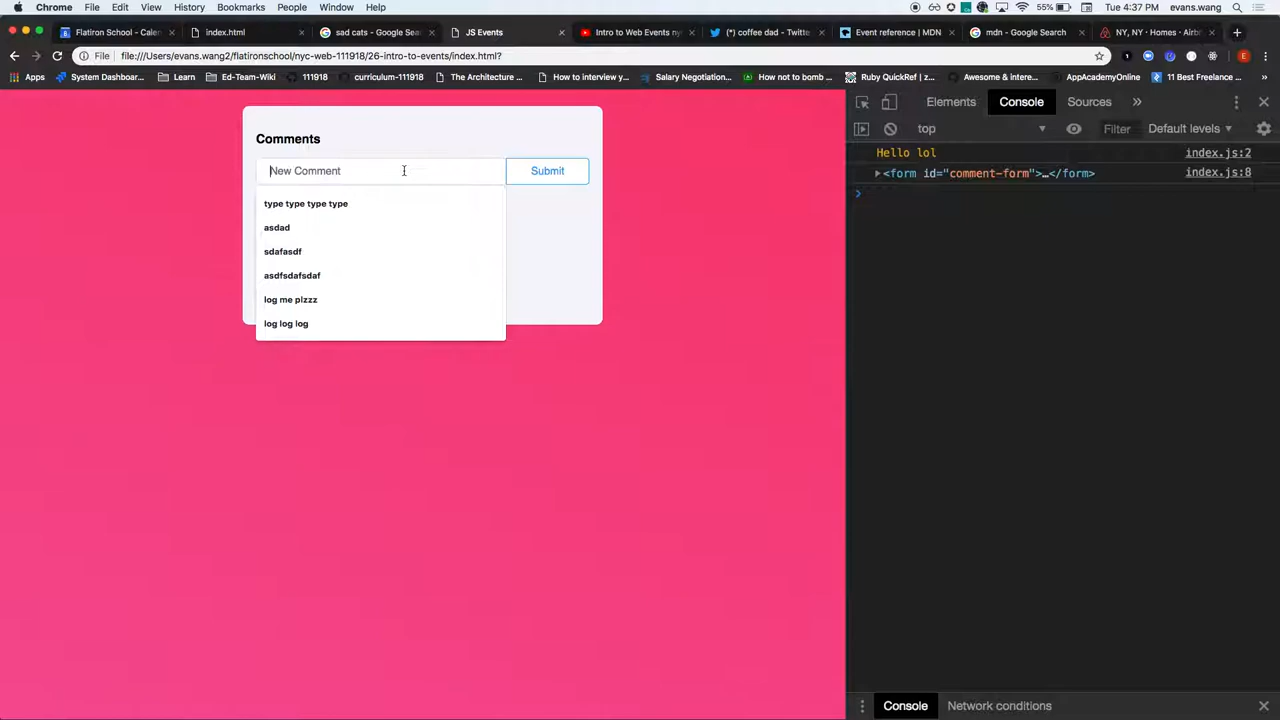 Chrome File Edit View History Bookmarks People Window Help 55% Tue 4:37 PM evans.wang
Flatiron School - Calen
index.html
sad cats - Google Sear
JS Events
Intro to Web Events nyc
(*) coffee dad - Twitte
Event reference | MDN
mdn - Google Search
NY, NY · Homes · Airb
File file:///Users/evans.wang2/flatironschool/nyc-web-111918/26-intro-to-events/index.html?
Apps System Dashboar... Learn Ed-Team-Wiki 111918 curriculum-111918 The Architecture ... How to interview y... Salary Negotiation... How not to bomb ... Ruby QuickRef | z... Awesome & intere... AppAcademyOnline 11 Best Freelance ...
Elements Console Sources
top Filter Default levels
Hello lol index.js:2
<form id="comment-form">…</form> index.js:8
Comments
New Comment
Submit
type type type type
asdad
sdafasdf
asdfsdafsdaf
log me plzzz
log log log
Console Network conditions